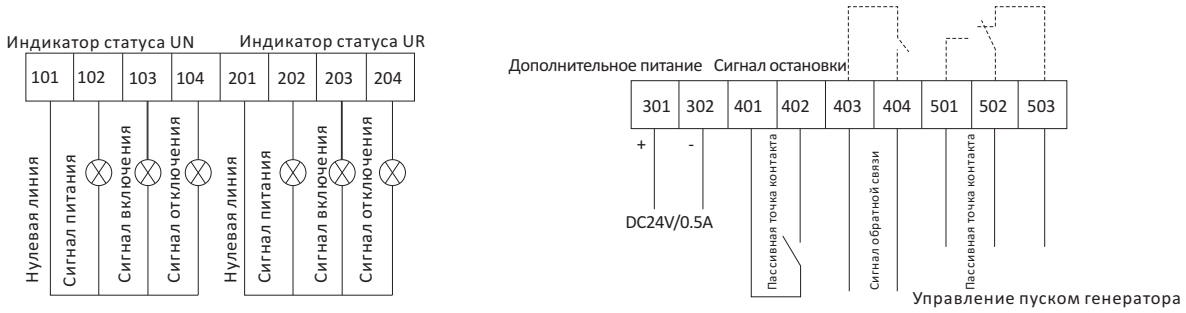 Индикатор статуса UN
Индикатор статуса UR
101 102 103 104 201 202 203 204
Нулевая линия
Сигнал питания
Сигнал включения
Сигнал отключения
Нулевая линия
Сигнал питания
Сигнал включения
Сигнал отключения
Дополнительное питание
Сигнал остановки
301 302 401 402 403 404 501 502 503
+ -
DC24V/0.5A
Пассивная точка контакта
Сигнал обратной связи
Пассивная точка контакта
Управление пуском генератора